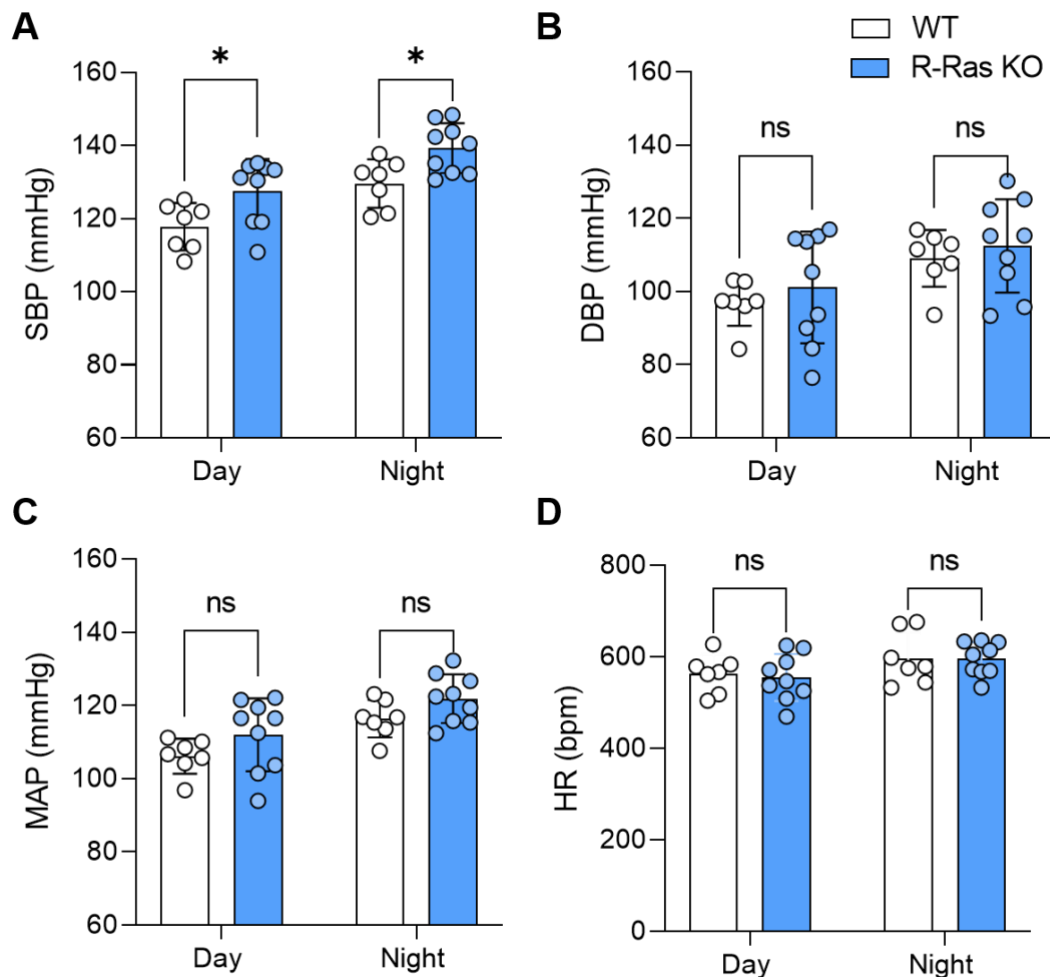 A
160
140
120
100
80
60
SBP (mmHg)
*
*
Day
Night
B
WT
R-Ras KO
160
140
120
100
80
60
DBP (mmHg)
ns
ns
Day
Night
C
160
140
120
100
80
60
MAP (mmHg)
ns
ns
Day
Night
D
800
600
400
200
0
HR (bpm)
ns
ns
Day
Night